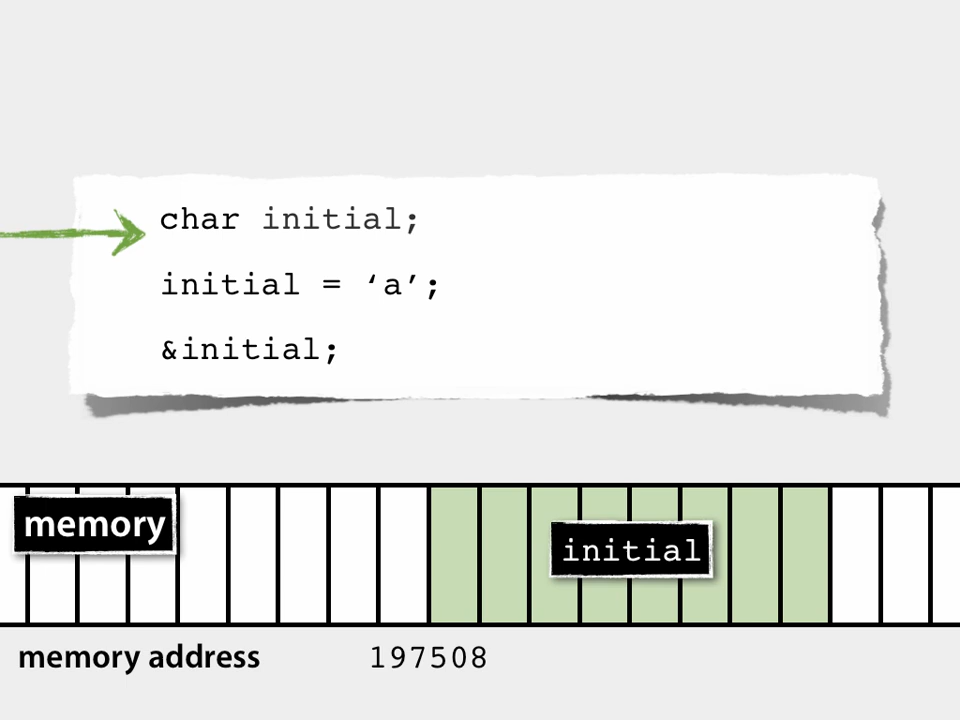 char initial;
initial = ‘a’;
&initial;
memory
initial
memory address 197508